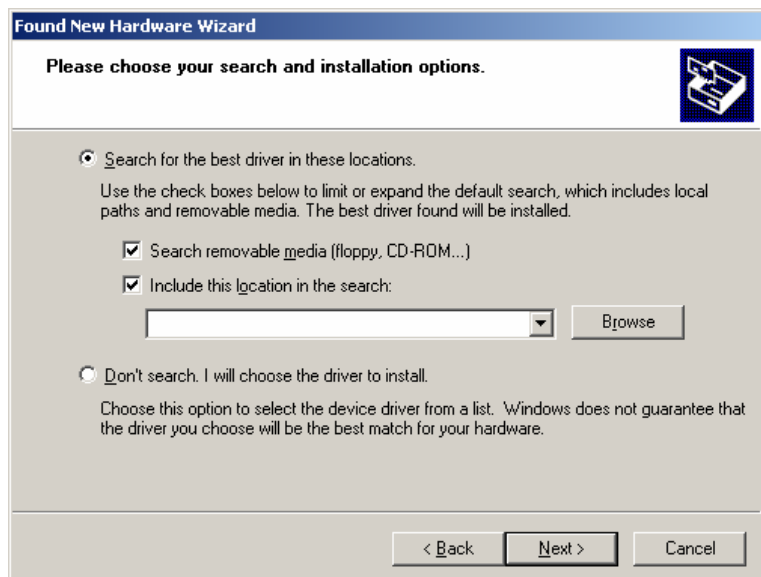 Found New Hardware Wizard
Please choose your search and installation options.
Search for the best driver in these locations.
Use the check boxes below to limit or expand the default search, which includes local
paths and removable media. The best driver found will be installed.
Search removable media (floppy, CD-ROM...)
Include this location in the search:
Browse
Don't search. I will choose the driver to install.
Choose this option to select the device driver from a list. Windows does not guarantee that
the driver you choose will be the best match for your hardware.
< Back Next > Cancel